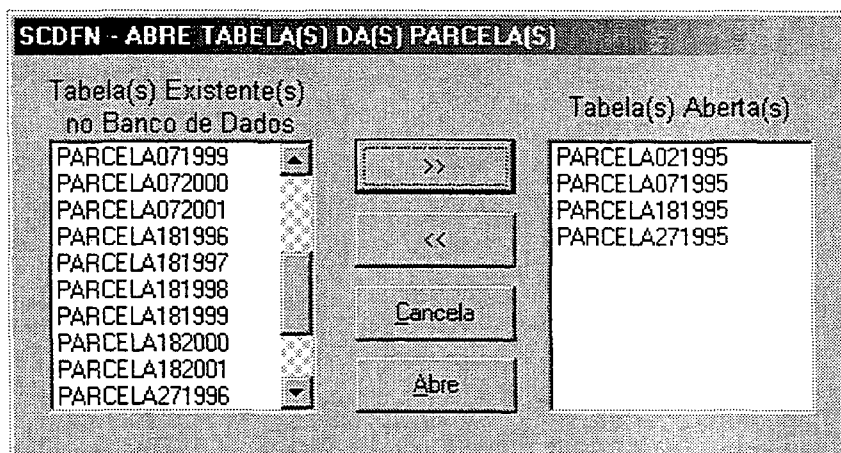 SCDFN - ABRE TABELA(S) DA(S) PARCELA(S)
Tabela(s) Existente(s)
no Banco de Dados
PARCELA071999
PARCELA072000
PARCELA072001
PARCELA181996
PARCELA181997
PARCELA181998
PARCELA181999
PARCELA182000
PARCELA182001
PARCELA271996
>>
<<
Cancela
Abre
Tabela(s) Aberta(s)
PARCELA021995
PARCELA071995
PARCELA181995
PARCELA271995